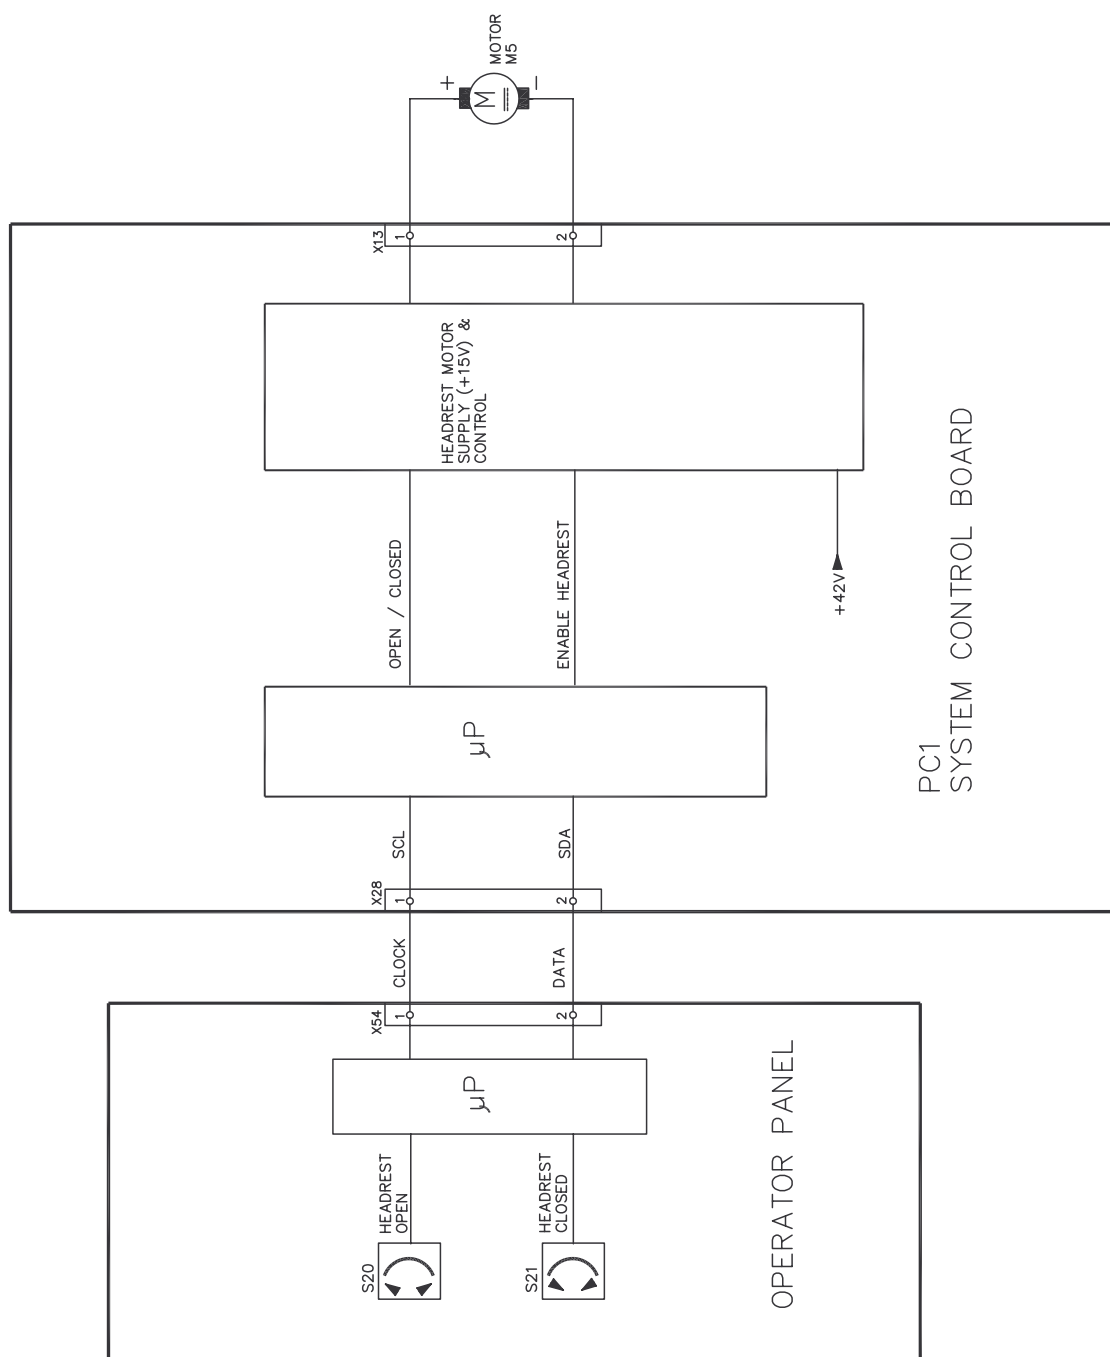 S20
HEADREST
OPEN
S21
HEADREST
CLOSED
µP
OPERATOR PANEL
X54
1
2
CLOCK
DATA
X28
1
2
SCL
SDA
µP
OPEN / CLOSED
ENABLE HEADREST
+42V
HEADREST MOTOR
SUPPLY (+15V) &
CONTROL
PC1
SYSTEM CONTROL BOARD
X13
1
2
+
M
–
MOTOR
M5